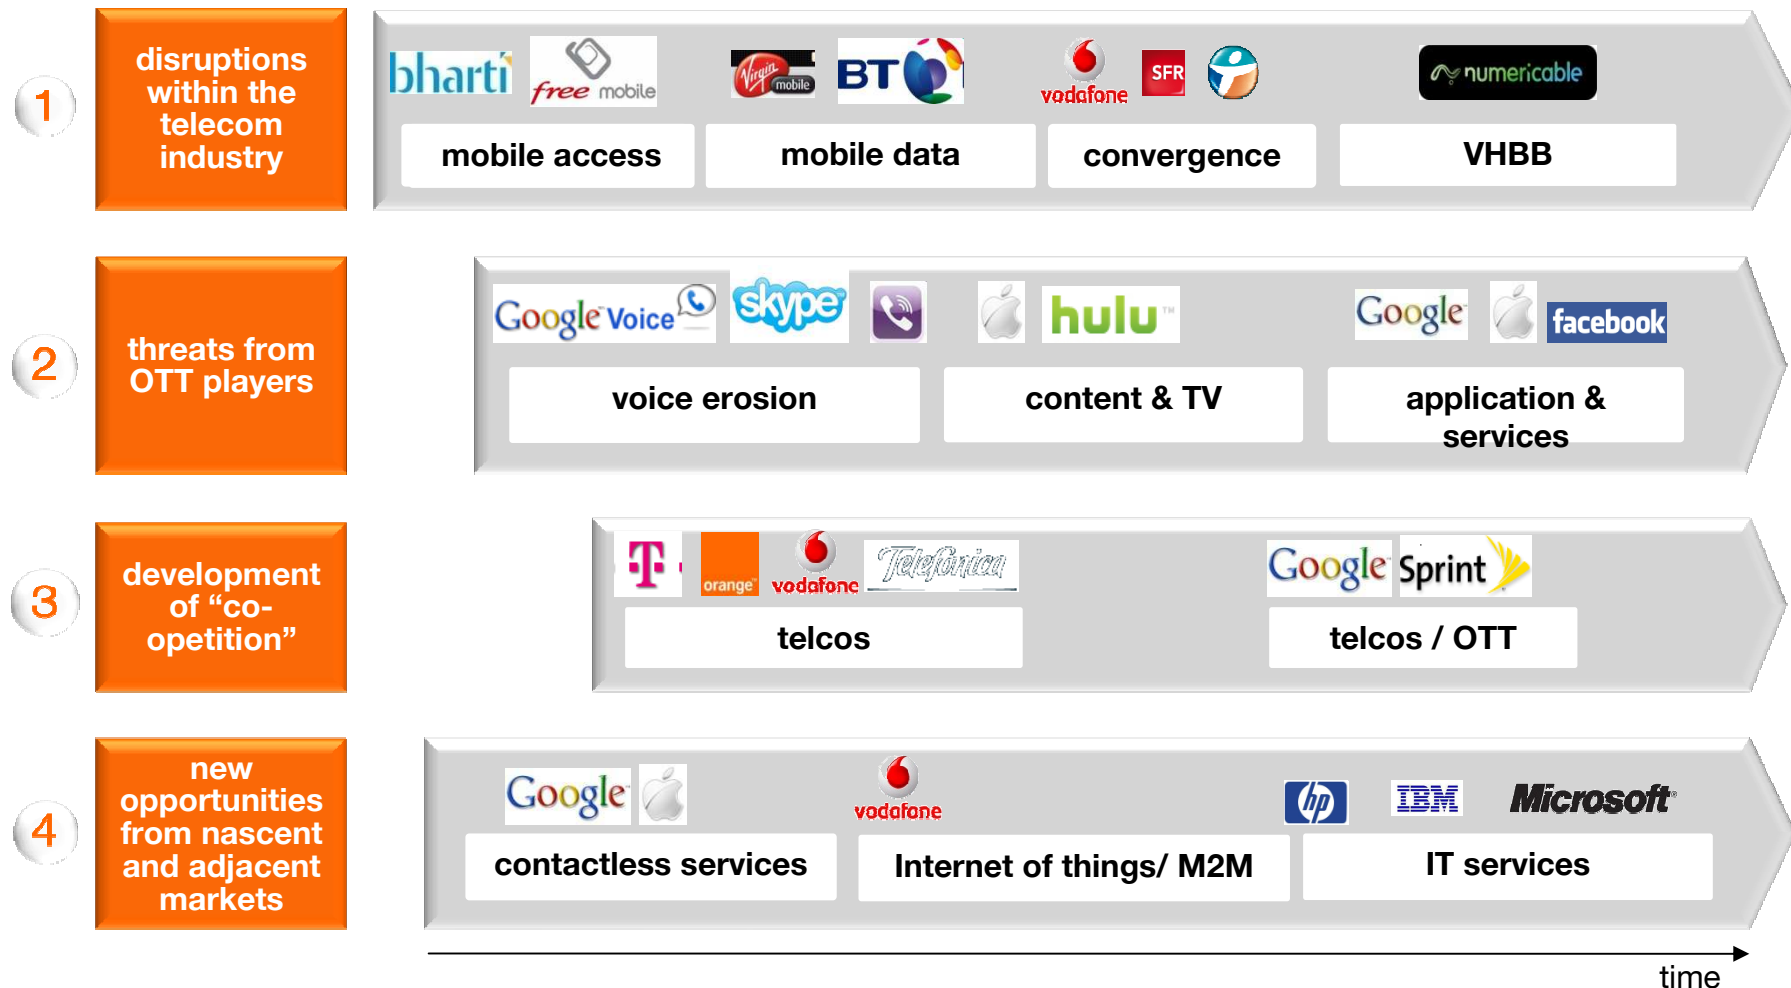 1
disruptions
within the
telecom
industry
bharti
free mobile
Virgin
mobile
BT
vodafone
SFR
numericable
mobile access
mobile data
convergence
VHBB
2
threats from
OTT players
Google Voice
skype
hulu™
Google
facebook
voice erosion
content & TV
application &
services
3
development
of “co-
opetition”
T
orange™
vodafone
Telefónica
Google
Sprint
telcos
telcos / OTT
4
new
opportunities
from nascent
and adjacent
markets
Google
vodafone
hp
IBM
Microsoft®
contactless services
Internet of things/ M2M
IT services
time